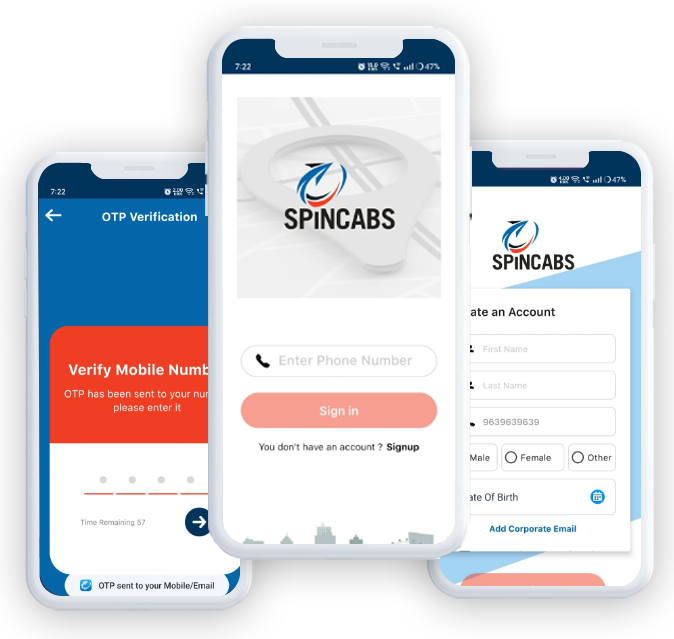 7:22
OTP Verification
Verify Mobile Numb
OTP has been sent to your nu
please enter it
Time Remaining 57
OTP sent to your Mobile/Email
7:22
47%
SPINCABS
Enter Phone Number
Sign in
You don't have an account ? Signup
47%
SPINCABS
ate an Account
First Name
Last Name
9639639639
Male
Female
Other
ate Of Birth
Add Corporate Email